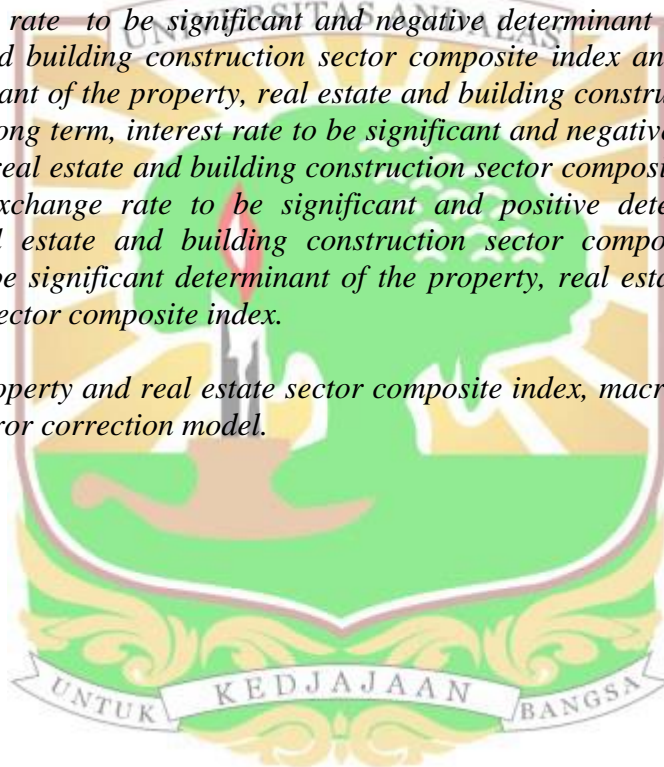 rate to be significant and negative determinant
UNIVERSITAS ANDALAS
d building construction sector composite index an
ant of the property, real estate and building constru
ong term, interest rate to be significant and negative
real estate and building construction sector composi
xchange rate to be significant and positive dete
l estate and building construction sector compo
be significant determinant of the property, real esta
ector composite index.
operty and real estate sector composite index, macr
ror correction model.
UNTUK KEDJAJAAN BANGSA